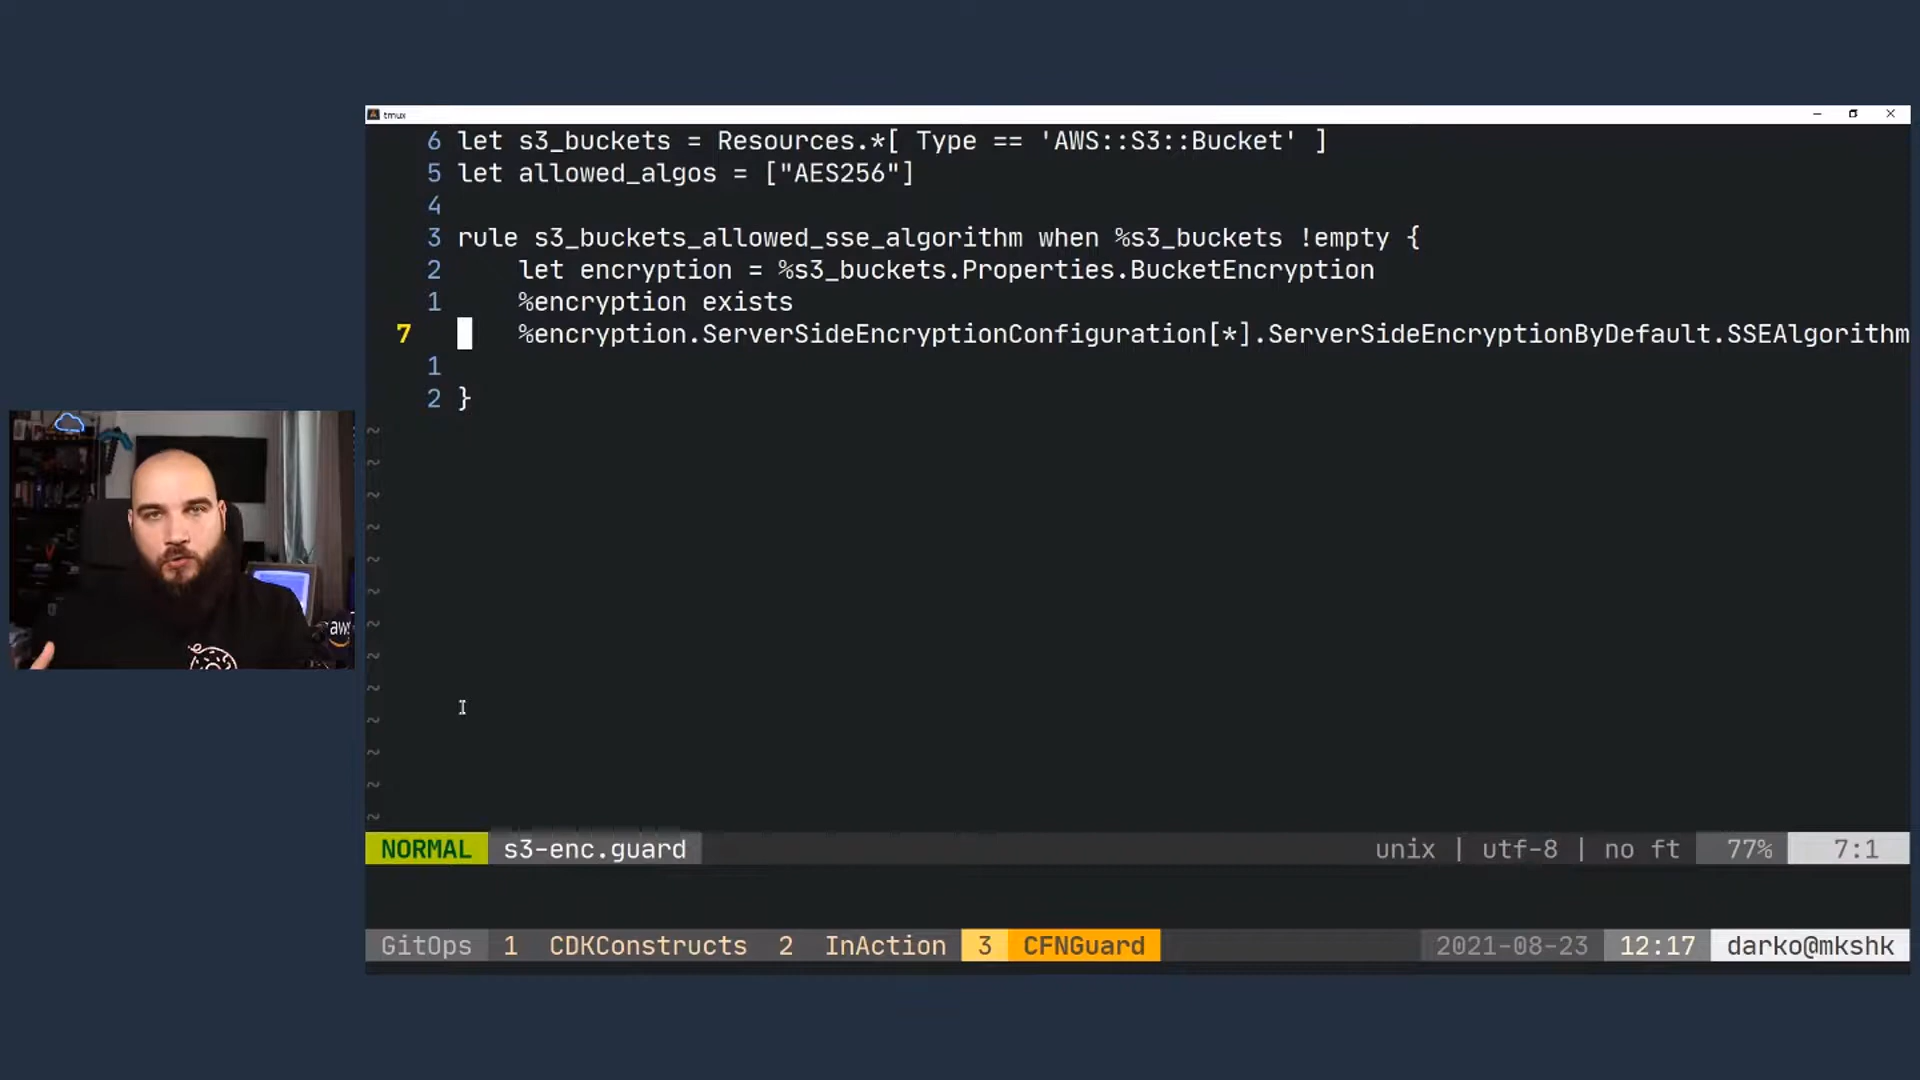 tmux
6 let s3_buckets = Resources.*[ Type == 'AWS::S3::Bucket' ]
5 let allowed_algos = ["AES256"]
4
3 rule s3_buckets_allowed_sse_algorithm when %s3_buckets !empty {
2 let encryption = %s3_buckets.Properties.BucketEncryption
1 %encryption exists
7 %encryption.ServerSideEncryptionConfiguration[*].ServerSideEncryptionByDefault.SSEAlgorithm
1
2 }
~
~
~
~
~
~
~
~
~
~
~
~
~
aws
NORMAL s3-enc.guard unix | utf-8 | no ft 77% 7:1
GitOps 1 CDKConstructs 2 InAction 3 CFNGuard 2021-08-23 12:17 darko@mkshk